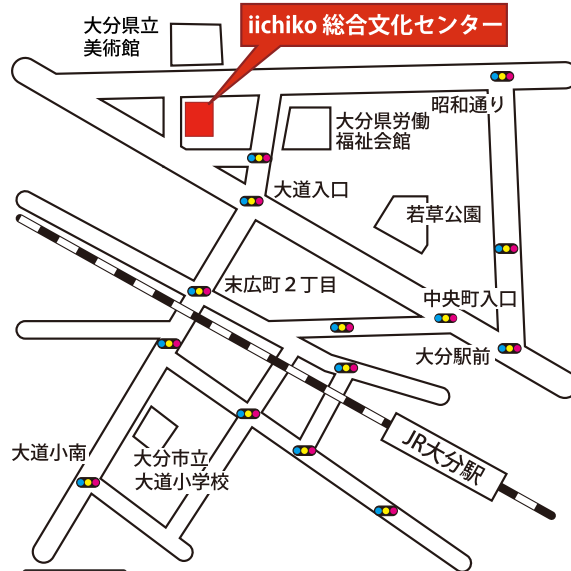 iichiko 総合文化センター
大分県立
美術館
昭和通り
大分県労働
福祉会館
大道入口
若草公園
末広町２丁目
中央町入口
大分駅前
JR大分駅
大道小南
大分市立
大道小学校